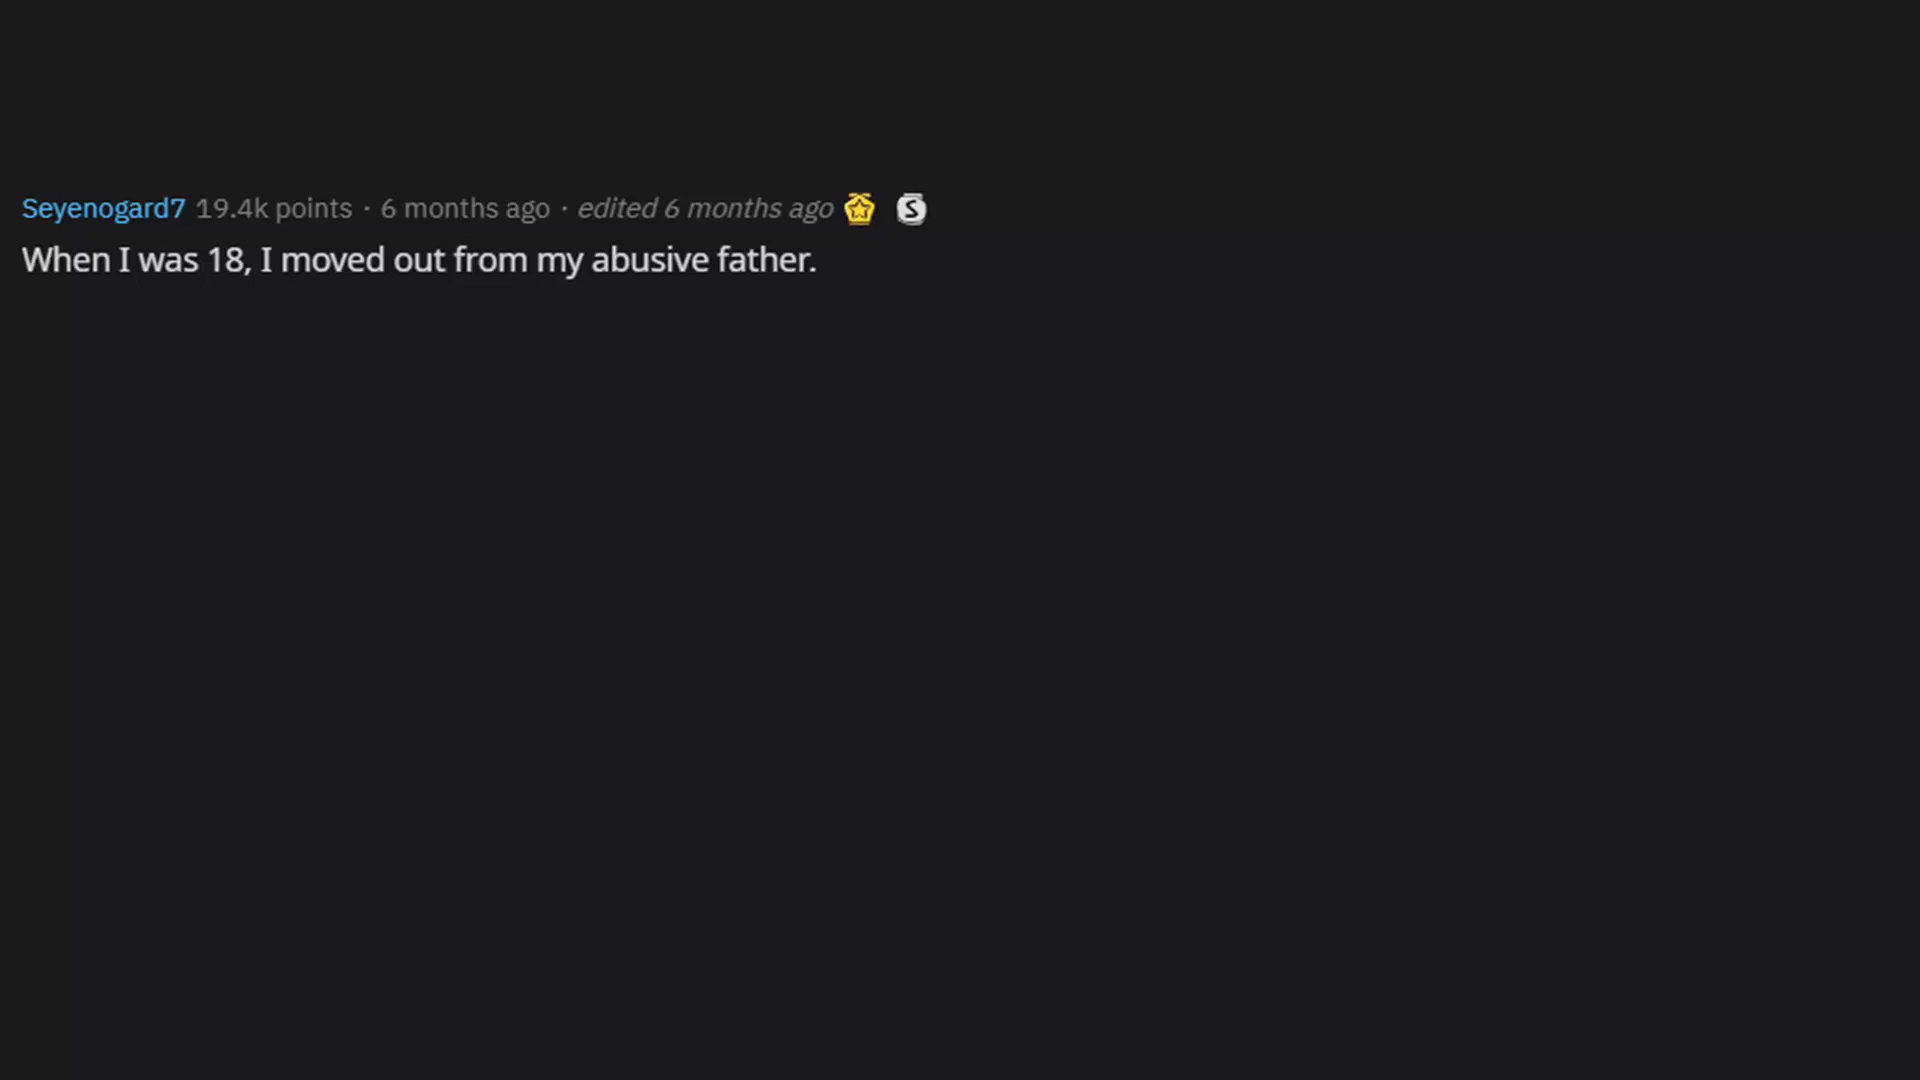 Seyenogard7 19.4k points · 6 months ago · edited 6 months ago S
When I was 18, I moved out from my abusive father.